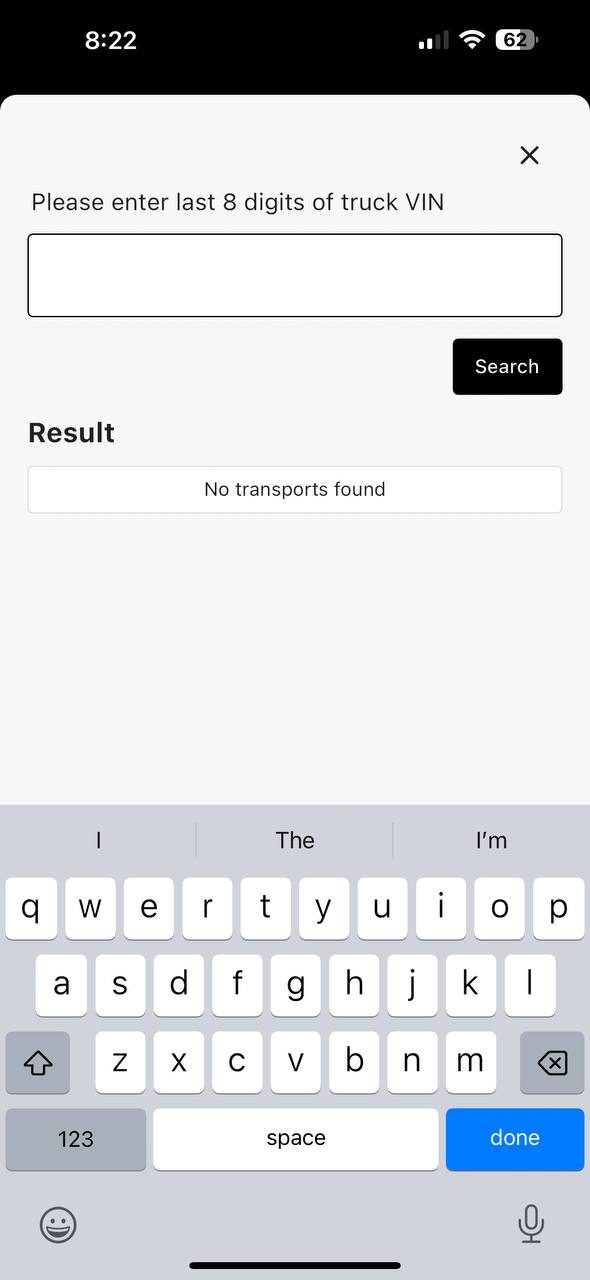 8:22 62
Please enter last 8 digits of truck VIN
Search
Result
No transports found
I The I'm
q w e r t y u i o p
a s d f g h j k l
z x c v b n m
123 space done